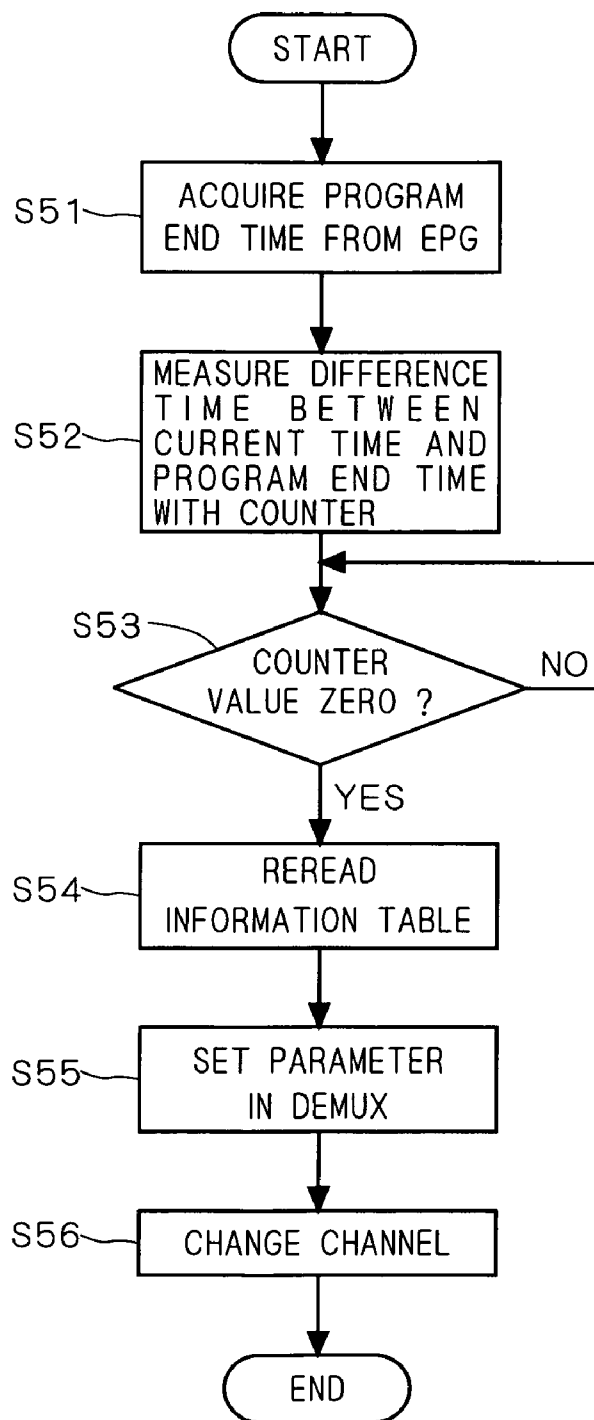 START
S51
ACQUIRE PROGRAM
END TIME FROM EPG
S52
MEASURE DIFFERENCE
TIME BETWEEN
CURRENT TIME AND
PROGRAM END TIME
WITH COUNTER
S53
COUNTER
VALUE ZERO ?
NO
YES
S54
REREAD
INFORMATION TABLE
S55
SET PARAMETER
IN DEMUX
S56
CHANGE CHANNEL
END